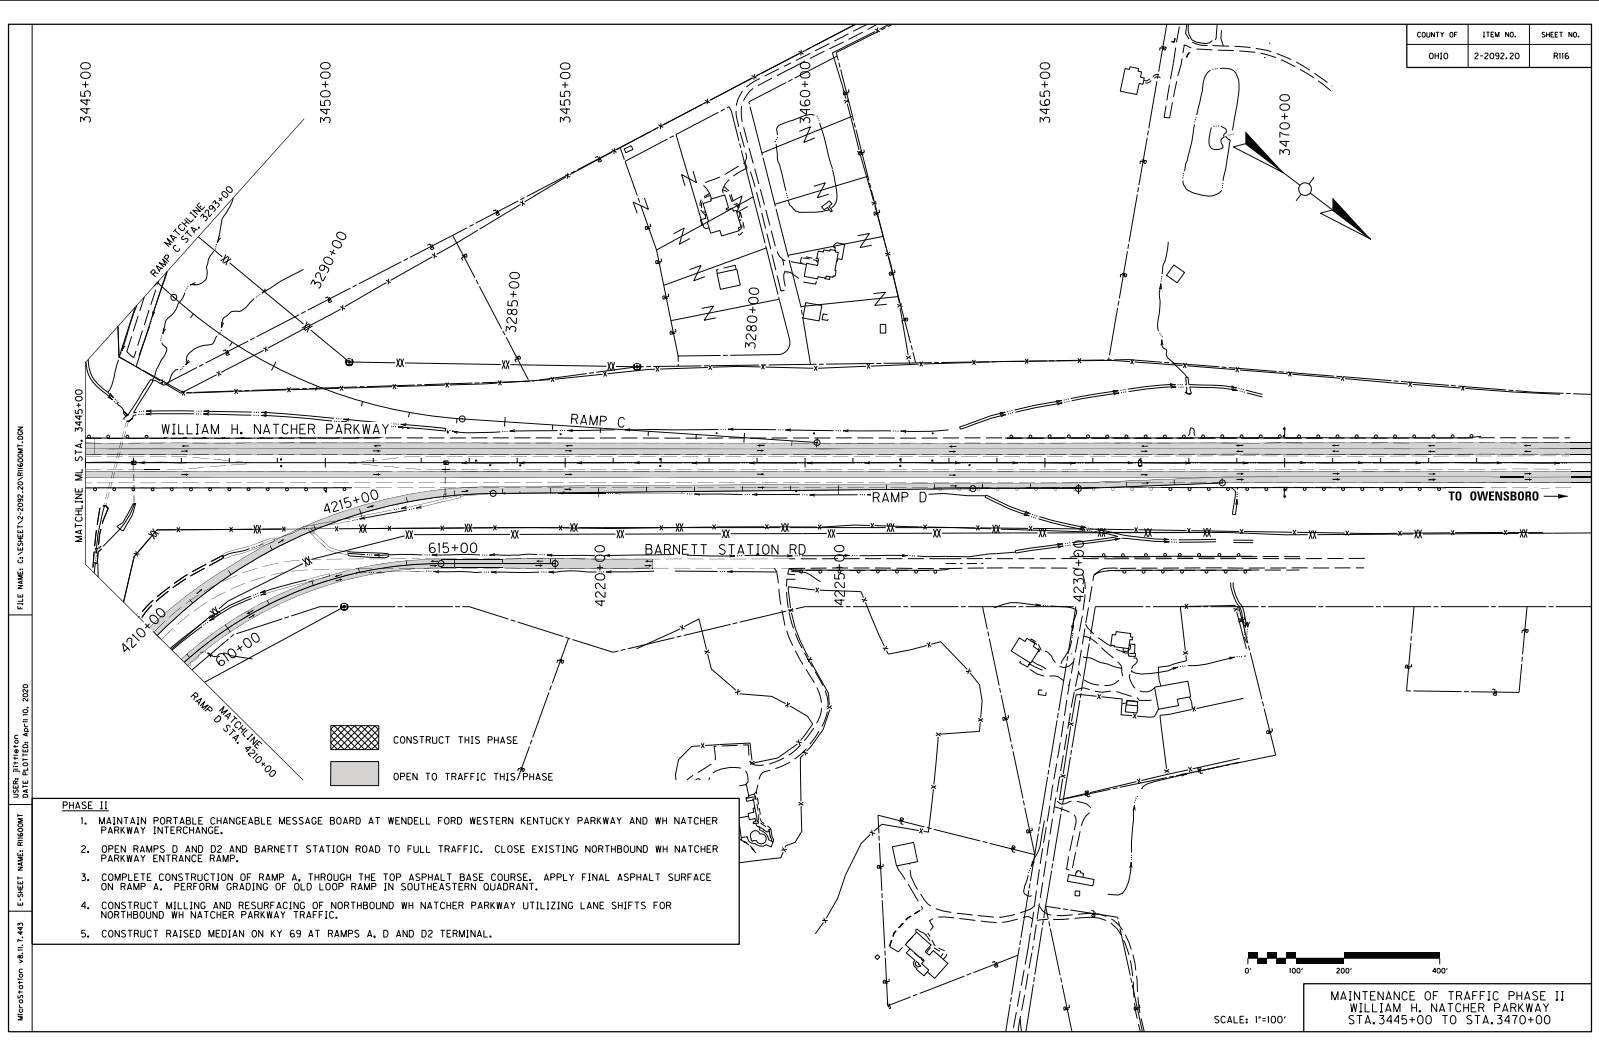 COUNTY OF
ITEM NO.
SHEET NO.
OHIO
2-2092.20
R116
3445+00
3450+00
3455+00
3460+00
3465+00
3470+00
MATCHLINE
RAMP C STA. 3293+00
3290+00
3285+00
3280+00
MATCHLINE ML STA. 3445+00
RAMP C
WILLIAM H. NATCHER PARKWAY
4215+00
RAMP D
TO OWENSBORO
615+00
BARNETT STATION RD
4220+00
4225+00
4230+00
4210+00
610+00
MATCHLINE
RAMP D STA. 4210+00
CONSTRUCT THIS PHASE
OPEN TO TRAFFIC THIS PHASE
PHASE II
1. MAINTAIN PORTABLE CHANGEABLE MESSAGE BOARD AT WENDELL FORD WESTERN KENTUCKY PARKWAY AND WH NATCHER
PARKWAY INTERCHANGE.
2. OPEN RAMPS D AND D2 AND BARNETT STATION ROAD TO FULL TRAFFIC. CLOSE EXISTING NORTHBOUND WH NATCHER
PARKWAY ENTRANCE RAMP.
3. COMPLETE CONSTRUCTION OF RAMP A, THROUGH THE TOP ASPHALT BASE COURSE. APPLY FINAL ASPHALT SURFACE
ON RAMP A. PERFORM GRADING OF OLD LOOP RAMP IN SOUTHEASTERN QUADRANT.
4. CONSTRUCT MILLING AND RESURFACING OF NORTHBOUND WH NATCHER PARKWAY UTILIZING LANE SHIFTS FOR
NORTHBOUND WH NATCHER PARKWAY TRAFFIC.
5. CONSTRUCT RAISED MEDIAN ON KY 69 AT RAMPS A, D AND D2 TERMINAL.
0'
100'
200'
400'
SCALE: 1"=100'
MAINTENANCE OF TRAFFIC PHASE II
WILLIAM H. NATCHER PARKWAY
STA.3445+00 TO STA.3470+00
FILE NAME: C:\ESHEET\2-2092.20\R11600MT.DGN
USER: jlittleton
DATE PLOTTED: April 10, 2020
E-SHEET NAME: R11600MT
MicroStation v8.11.7.443